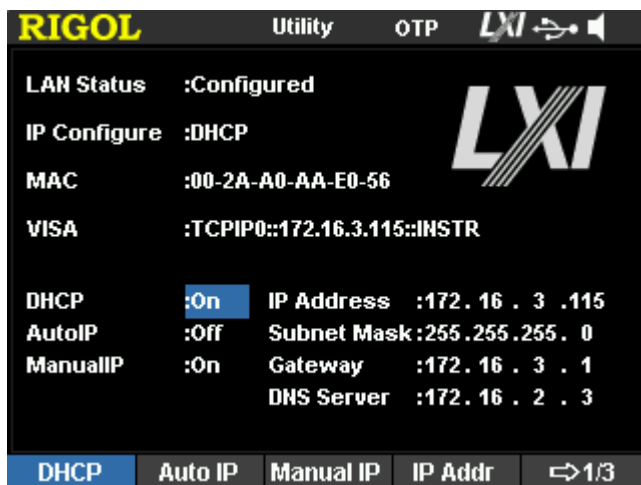 RIGOL Utility OTP LXI
LAN Status :Configured
IP Configure :DHCP
LXI
MAC :00-2A-A0-AA-E0-56
VISA :TCPIP0::172.16.3.115::INSTR
DHCP :On IP Address :172. 16 . 3 .115
AutoIP :Off Subnet Mask :255.255.255. 0
ManualIP :On Gateway :172. 16 . 3 . 1
DNS Server :172. 16 . 2 . 3
DHCP Auto IP Manual IP IP Addr ⇨1/3